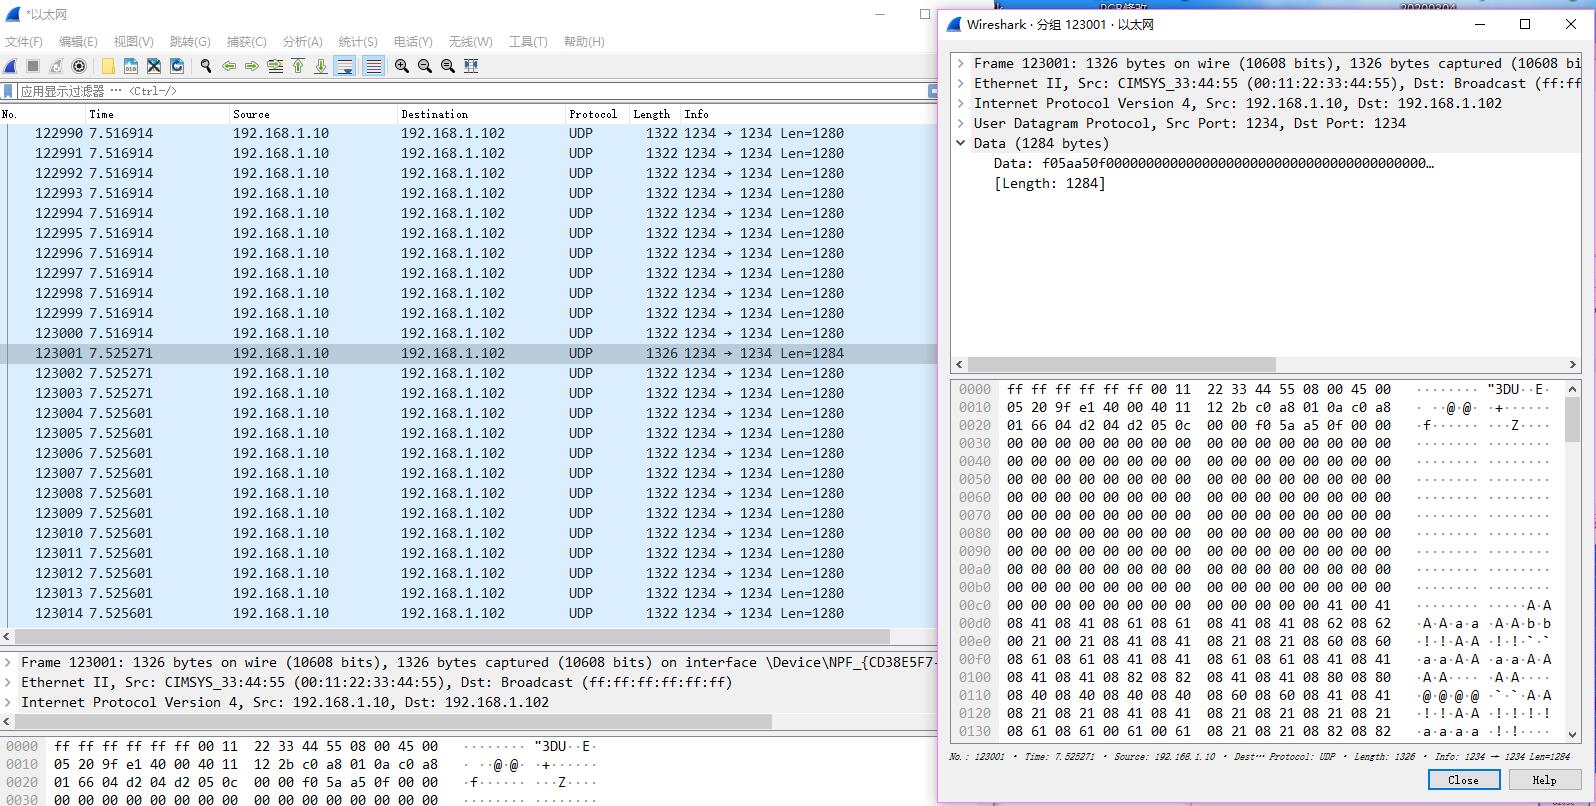 *以太网
文件(F) 编辑(E) 视图(V) 跳转(G) 捕获(C) 分析(A) 统计(S) 电话(Y) 无线(W) 工具(T) 帮助(H)
应用显示过滤器 … <Ctrl-/>
No. Time Source Destination Protocol Length Info
122990 7.516914 192.168.1.10 192.168.1.102 UDP 1322 1234 → 1234 Len=1280
122991 7.516914 192.168.1.10 192.168.1.102 UDP 1322 1234 → 1234 Len=1280
122992 7.516914 192.168.1.10 192.168.1.102 UDP 1322 1234 → 1234 Len=1280
122993 7.516914 192.168.1.10 192.168.1.102 UDP 1322 1234 → 1234 Len=1280
122994 7.516914 192.168.1.10 192.168.1.102 UDP 1322 1234 → 1234 Len=1280
122995 7.516914 192.168.1.10 192.168.1.102 UDP 1322 1234 → 1234 Len=1280
122996 7.516914 192.168.1.10 192.168.1.102 UDP 1322 1234 → 1234 Len=1280
122997 7.516914 192.168.1.10 192.168.1.102 UDP 1322 1234 → 1234 Len=1280
122998 7.516914 192.168.1.10 192.168.1.102 UDP 1322 1234 → 1234 Len=1280
122999 7.516914 192.168.1.10 192.168.1.102 UDP 1322 1234 → 1234 Len=1280
123000 7.516914 192.168.1.10 192.168.1.102 UDP 1322 1234 → 1234 Len=1280
123001 7.525271 192.168.1.10 192.168.1.102 UDP 1326 1234 → 1234 Len=1284
123002 7.525271 192.168.1.10 192.168.1.102 UDP 1322 1234 → 1234 Len=1280
123003 7.525271 192.168.1.10 192.168.1.102 UDP 1322 1234 → 1234 Len=1280
123004 7.525601 192.168.1.10 192.168.1.102 UDP 1322 1234 → 1234 Len=1280
123005 7.525601 192.168.1.10 192.168.1.102 UDP 1322 1234 → 1234 Len=1280
123006 7.525601 192.168.1.10 192.168.1.102 UDP 1322 1234 → 1234 Len=1280
123007 7.525601 192.168.1.10 192.168.1.102 UDP 1322 1234 → 1234 Len=1280
123008 7.525601 192.168.1.10 192.168.1.102 UDP 1322 1234 → 1234 Len=1280
123009 7.525601 192.168.1.10 192.168.1.102 UDP 1322 1234 → 1234 Len=1280
123010 7.525601 192.168.1.10 192.168.1.102 UDP 1322 1234 → 1234 Len=1280
123011 7.525601 192.168.1.10 192.168.1.102 UDP 1322 1234 → 1234 Len=1280
123012 7.525601 192.168.1.10 192.168.1.102 UDP 1322 1234 → 1234 Len=1280
123013 7.525601 192.168.1.10 192.168.1.102 UDP 1322 1234 → 1234 Len=1280
123014 7.525601 192.168.1.10 192.168.1.102 UDP 1322 1234 → 1234 Len=1280
Frame 123001: 1326 bytes on wire (10608 bits), 1326 bytes captured (10608 bits) on interface \Device\NPF_{CD38E5F7-
Ethernet II, Src: CIMSYS_33:44:55 (00:11:22:33:44:55), Dst: Broadcast (ff:ff:ff:ff:ff:ff)
Internet Protocol Version 4, Src: 192.168.1.10, Dst: 192.168.1.102
0000 ff ff ff ff ff ff 00 11 22 33 44 55 08 00 45 00 ········ "3DU··E·
0010 05 20 9f e1 40 00 40 11 12 2b c0 a8 01 0a c0 a8 · ··@·@· ·+······
0020 01 66 04 d2 04 d2 05 0c 00 00 f0 5a a5 0f 00 00 ·f······ ···Z····
0030 00 00 00 00 00 00 00 00 00 00 00 00 00 00 00 00 ········ ········
Wireshark · 分组 123001 · 以太网
Frame 123001: 1326 bytes on wire (10608 bits), 1326 bytes captured (10608 bi
Ethernet II, Src: CIMSYS_33:44:55 (00:11:22:33:44:55), Dst: Broadcast (ff:ff
Internet Protocol Version 4, Src: 192.168.1.10, Dst: 192.168.1.102
User Datagram Protocol, Src Port: 1234, Dst Port: 1234
Data (1284 bytes)
Data: f05aa50f0000000000000000000000000000000000000000…
[Length: 1284]
0000 ff ff ff ff ff ff 00 11 22 33 44 55 08 00 45 00 ········ "3DU··E·
0010 05 20 9f e1 40 00 40 11 12 2b c0 a8 01 0a c0 a8 · ··@·@· ·+······
0020 01 66 04 d2 04 d2 05 0c 00 00 f0 5a a5 0f 00 00 ·f······ ···Z····
0030 00 00 00 00 00 00 00 00 00 00 00 00 00 00 00 00 ········ ········
0040 00 00 00 00 00 00 00 00 00 00 00 00 00 00 00 00 ········ ········
0050 00 00 00 00 00 00 00 00 00 00 00 00 00 00 00 00 ········ ········
0060 00 00 00 00 00 00 00 00 00 00 00 00 00 00 00 00 ········ ········
0070 00 00 00 00 00 00 00 00 00 00 00 00 00 00 00 00 ········ ········
0080 00 00 00 00 00 00 00 00 00 00 00 00 00 00 00 00 ········ ········
0090 00 00 00 00 00 00 00 00 00 00 00 00 00 00 00 00 ········ ········
00a0 00 00 00 00 00 00 00 00 00 00 00 00 00 00 00 00 ········ ········
00b0 00 00 00 00 00 00 00 00 00 00 00 00 00 00 00 00 ········ ········
00c0 00 00 00 00 00 00 00 00 00 00 00 00 00 41 00 41 ········ ·····A·A
00d0 08 41 08 41 08 61 08 61 08 41 08 41 08 62 08 62 ·A·A·a·a ·A·A·b·b
00e0 00 21 00 21 08 41 08 41 08 21 08 21 08 60 08 60 ·!·!·A·A ·!·!·`·`
00f0 08 61 08 61 08 41 08 41 08 61 08 61 08 41 08 41 ·a·a·A·A ·a·a·A·A
0100 08 41 08 41 08 82 08 82 08 41 08 41 08 80 08 80 ·A·A···· ·A·A····
0110 08 40 08 40 08 40 08 40 08 60 08 60 08 41 08 41 ·@·@·@·@ ·`·`·A·A
0120 08 21 08 21 08 41 08 41 08 21 08 21 08 21 08 21 ·!·!·A·A ·!·!·!·!
0130 08 61 08 61 00 61 00 61 08 21 08 21 08 82 08 82 ·a·a·a·a ·!·!····
No.: 123001 · Time: 7.525271 · Source: 192.168.1.10 · Dest… Protocol: UDP · Length: 1326 · Info: 1234 → 1234 Len=1284
Close Help